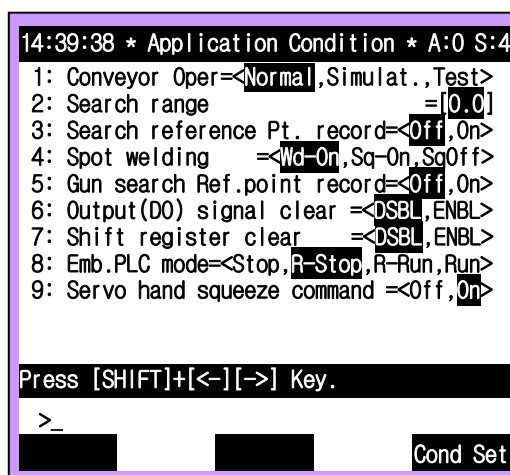 14:39:38 * Application Condition * A:0 S:4
1: Conveyor Oper=<Normal,Simulat.,Test>
2: Search range =[0.0]
3: Search reference Pt. record=<Off,On>
4: Spot welding =<Wd-On,Sq-On,SqOff>
5: Gun search Ref.point record=<Off,On>
6: Output(DO) signal clear =<DSBL,ENBL>
7: Shift register clear =<DSBL,ENBL>
8: Emb.PLC mode=<Stop,R-Stop,R-Run,Run>
9: Servo hand squeeze command =<Off,On>
Press [SHIFT]+[<-][->] Key.
>_
Cond Set